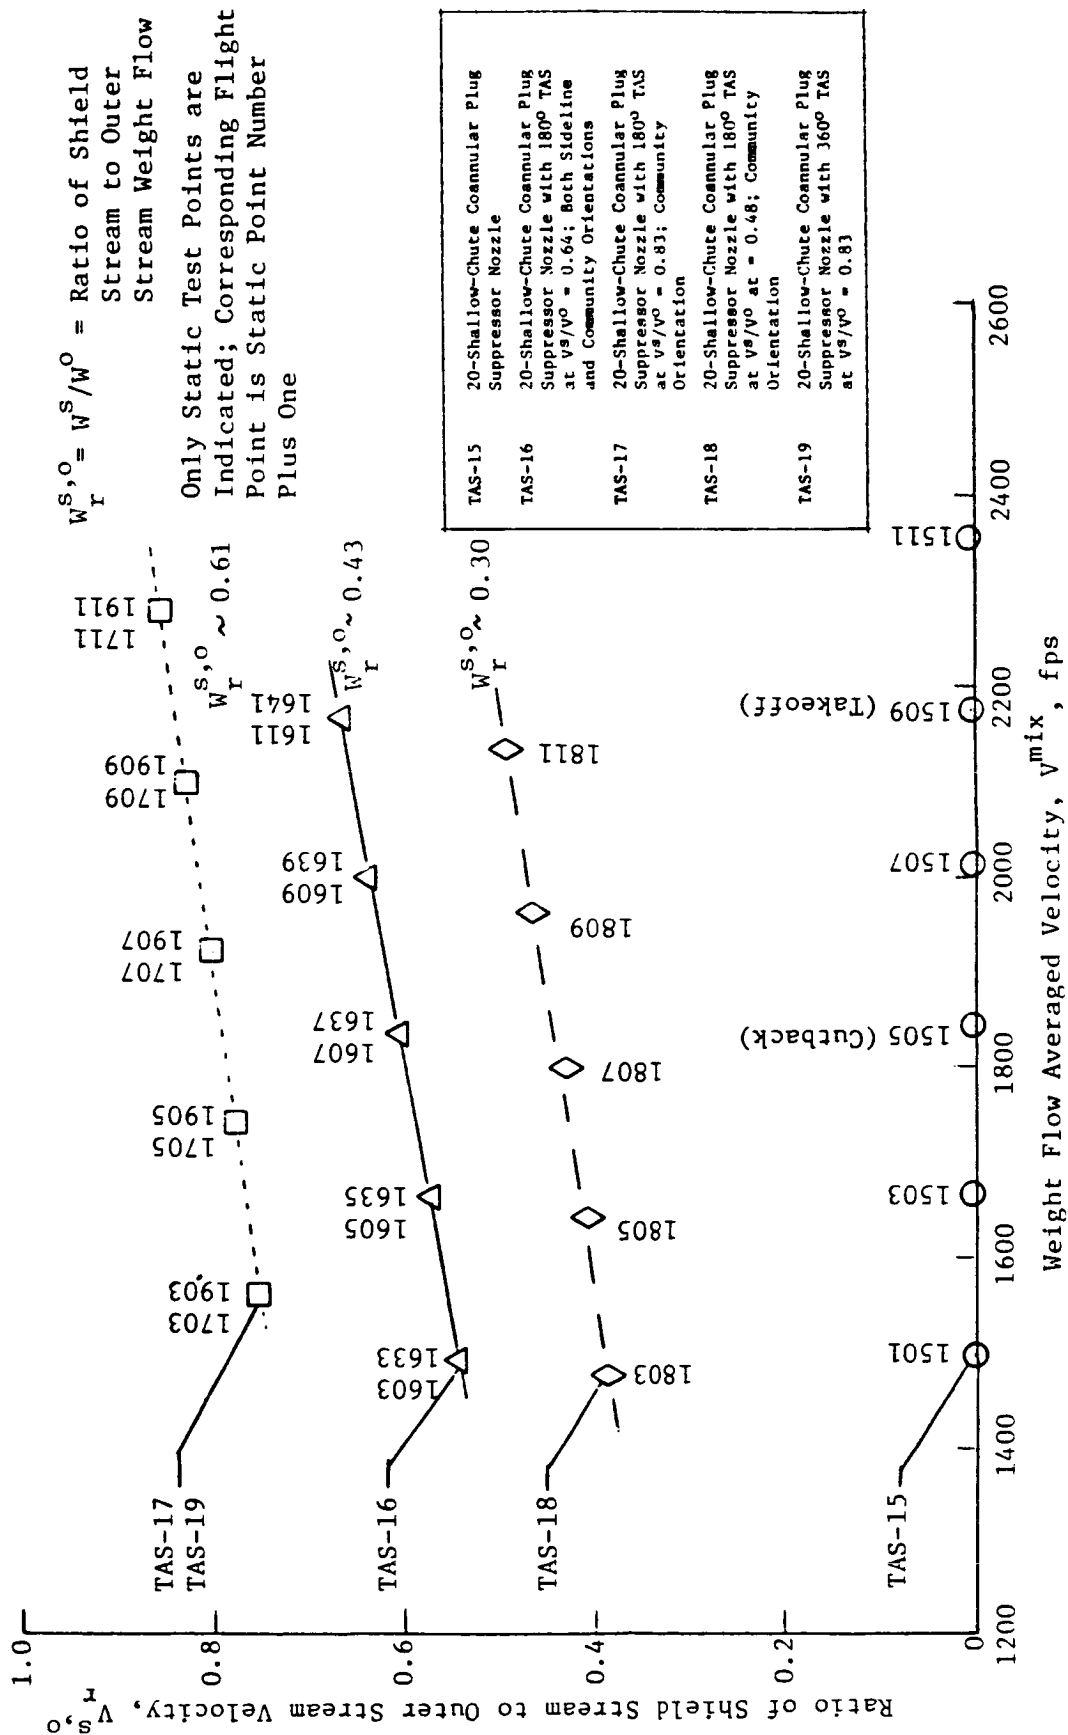 W_r^{s,o} = W^s/W^o = Ratio of Shield
Stream to Outer
Stream Weight Flow
Only Static Test Points are
Indicated; Corresponding Flight
Point is Static Point Number
Plus One
Ratio of Shield Stream to Outer Stream Velocity, V_r^{s,o}
1.0
0.8
0.6
0.4
0.2
0
TAS-17
TAS-19
1703 1903
1705 1905
1707 1907
1709 1909
1711 1911
W_r^{s,o} ~ 0.61
TAS-16
1603 1633
1605 1635
1607 1637
1609 1639
1611 1641
W_r^{s,o} ~ 0.43
TAS-18
1803
1805
1807
1809
1811
W_r^{s,o} ~ 0.30
TAS-15
1501
1503
1505 (Cutback)
1507
1509 (Takeoff)
1511
TAS-15 20-Shallow-Chute Coannular Plug
Suppressor Nozzle
TAS-16 20-Shallow-Chute Coannular Plug
Suppressor Nozzle with 180° TAS
at V^s/V^o = 0.64; Both Sideline
and Community Orientations
TAS-17 20-Shallow-Chute Coannular Plug
Suppressor Nozzle with 180° TAS
at V^s/V^o = 0.83; Community
Orientation
TAS-18 20-Shallow-Chute Coannular Plug
Suppressor Nozzle with 180° TAS
at V^s/V^o at = 0.48; Community
Orientation
TAS-19 20-Shallow-Chute Coannular Plug
Suppressor Nozzle with 360° TAS
at V^s/V^o = 0.83
1200 1400 1600 1800 2000 2200 2400 2600
Weight Flow Averaged Velocity, V^{mix}, fps